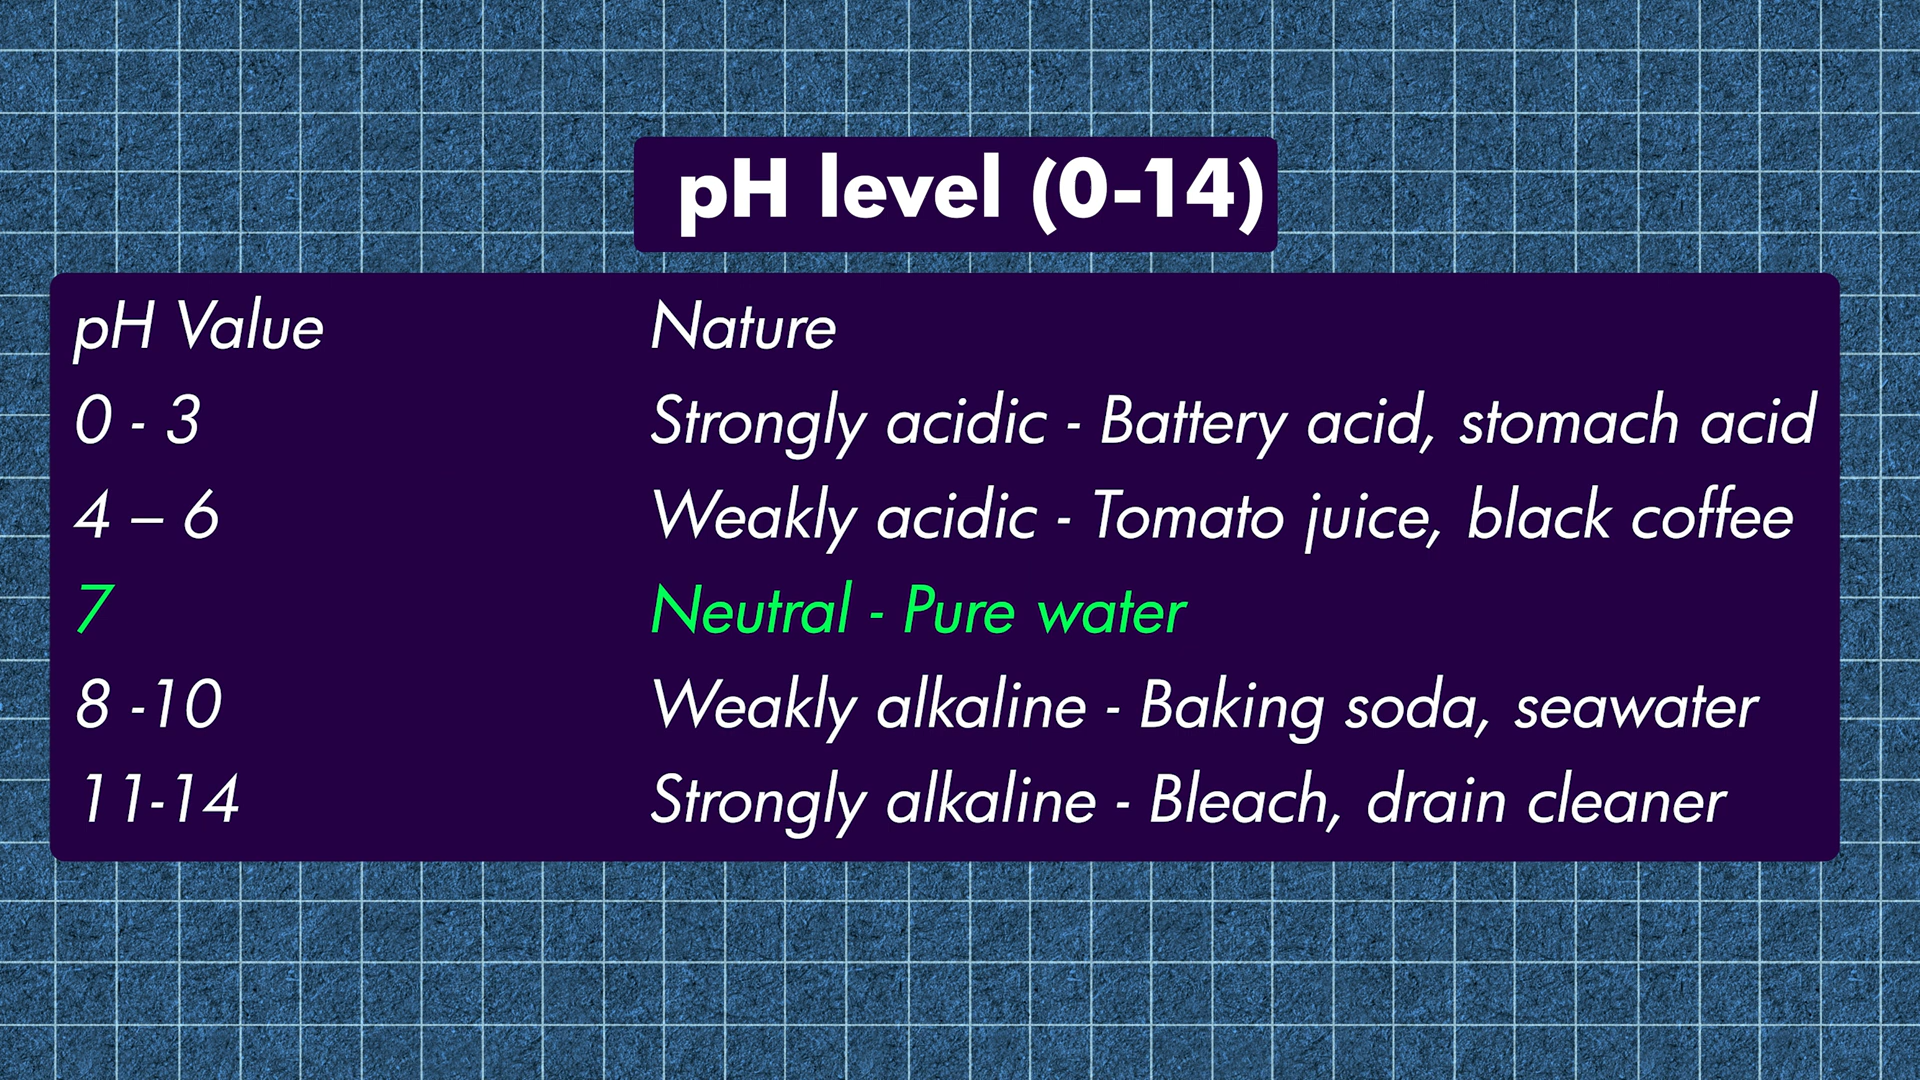 pH level (0-14)
pH Value Nature
0 - 3 Strongly acidic - Battery acid, stomach acid
4 – 6 Weakly acidic - Tomato juice, black coffee
7 Neutral - Pure water
8 -10 Weakly alkaline - Baking soda, seawater
11-14 Strongly alkaline - Bleach, drain cleaner